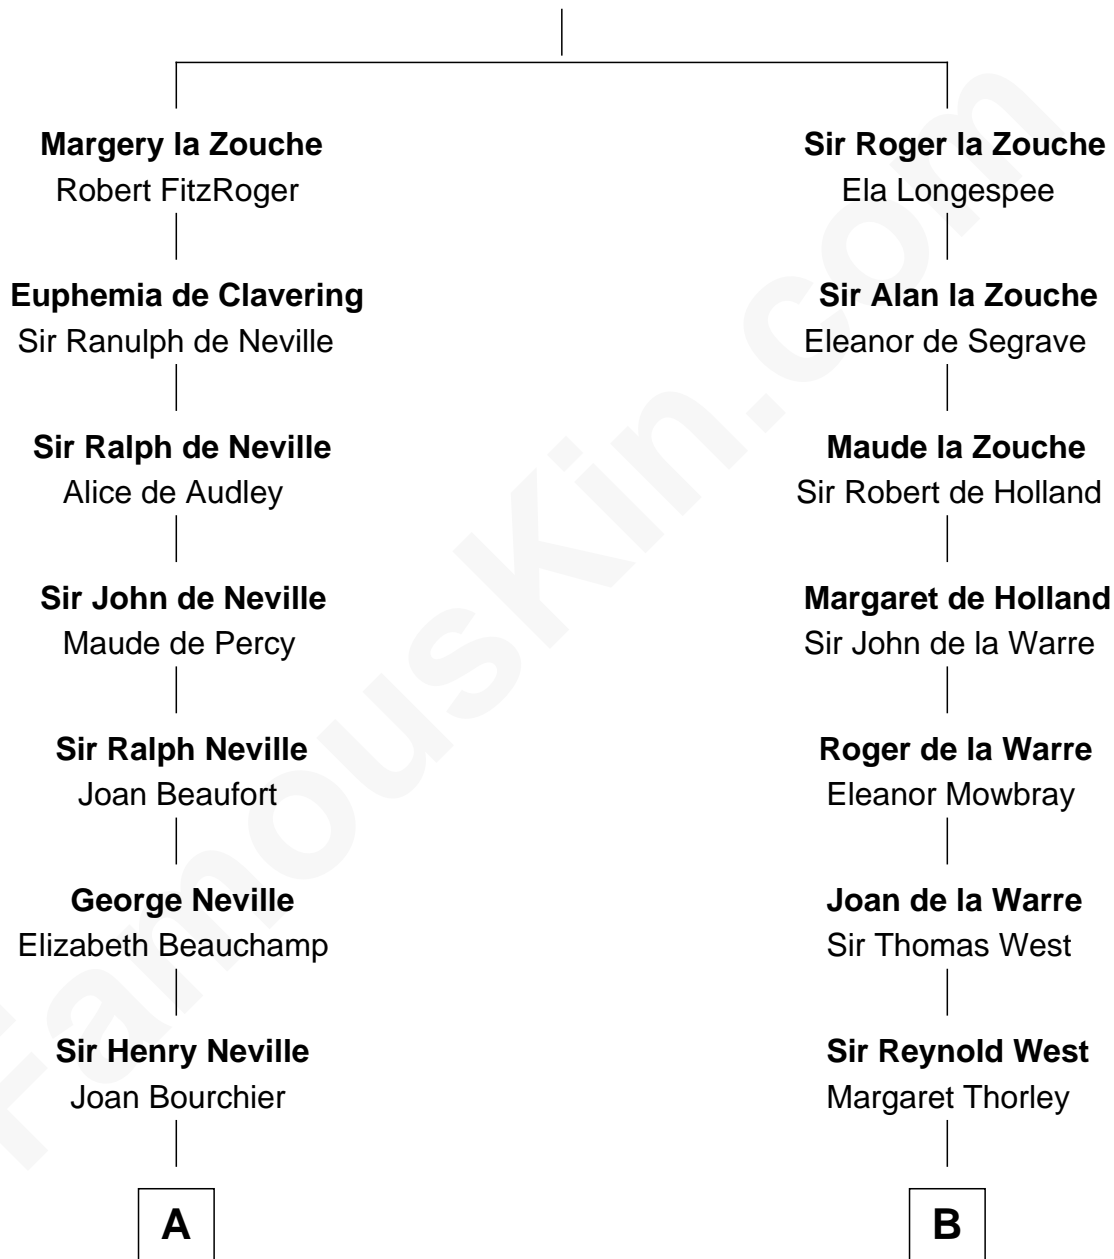 Margery la Zouche
Robert FitzRoger
Euphemia de Clavering
Sir Ranulph de Neville
Sir Ralph de Neville
Alice de Audley
Sir John de Neville
Maude de Percy
Sir Ralph Neville
Joan Beaufort
George Neville
Elizabeth Beauchamp
Sir Henry Neville
Joan Bourchier
A
Sir Roger la Zouche
Ela Longespee
Sir Alan la Zouche
Eleanor de Segrave
Maude la Zouche
Sir Robert de Holland
Margaret de Holland
Sir John de la Warre
Roger de la Warre
Eleanor Mowbray
Joan de la Warre
Sir Thomas West
Sir Reynold West
Margaret Thorley
B
FamousKin.com